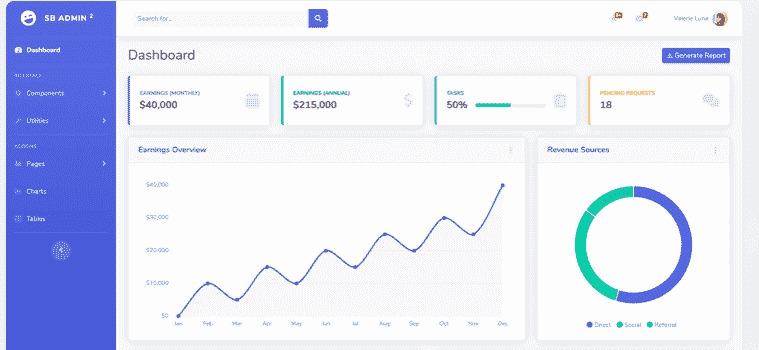 SB ADMIN 2
Search for...
3+
7
Valerie Luna
Dashboard
Components
Utilities
Pages
Charts
Tables
Dashboard
Generate Report
EARNINGS (MONTHLY)
$40,000
EARNINGS (ANNUAL)
$215,000
TASKS
50%
PENDING REQUESTS
18
Earnings Overview
$40,000
$30,000
$20,000
$10,000
$0
Jan Feb Mar Apr May Jun Jul Aug Sep Oct Nov Dec
Revenue Sources
Direct Social Referral